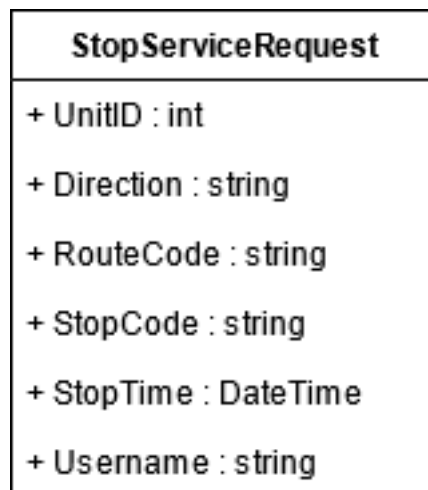 StopServiceRequest
+ UnitID : int
+ Direction : string
+ RouteCode : string
+ StopCode : string
+ StopTime : DateTime
+ Username : string